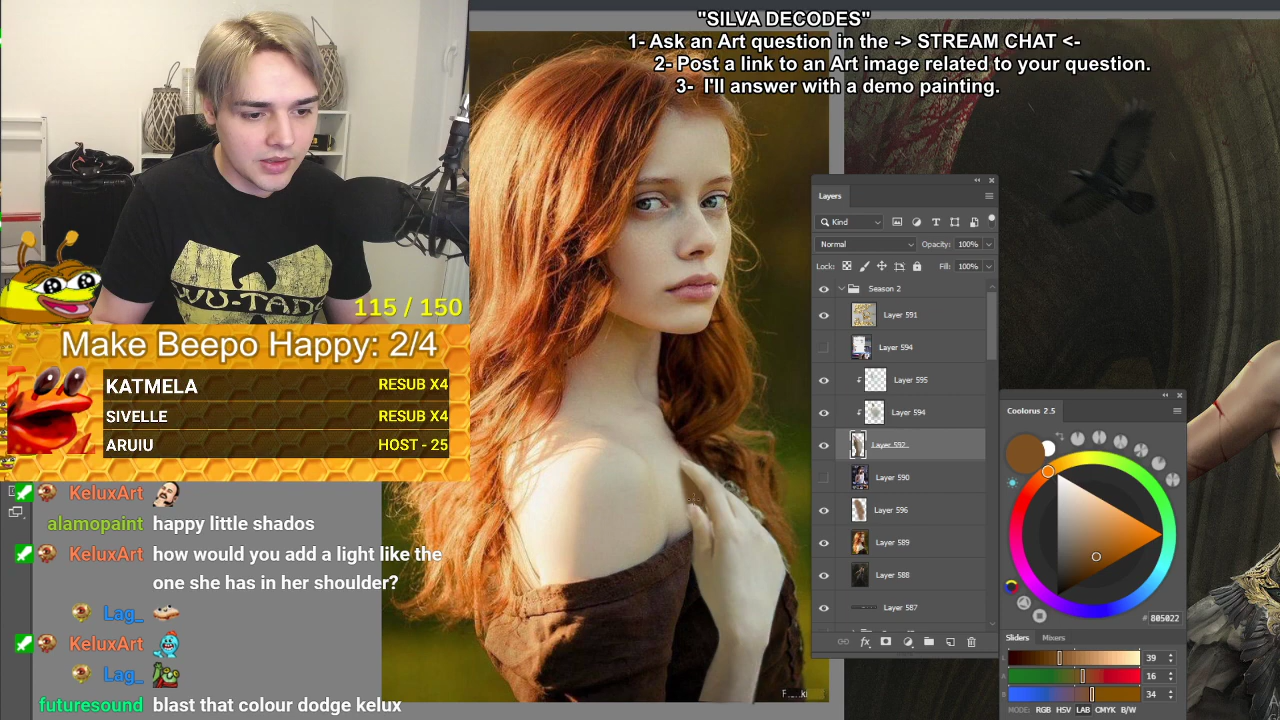 "SILVA DECODES"
1- Ask an Art question in the -> STREAM CHAT <-
2- Post a link to an Art image related to your question.
3- I'll answer with a demo painting.
WU-TANG
115 / 150
Make Beepo Happy: 2/4
KATMELA RESUB X4
SIVELLE RESUB X4
ARUIU HOST - 25
KeluxArt
alamopaint happy little shados
KeluxArt how would you add a light like the
one she has in her shoulder?
Lag_
KeluxArt
Lag_
futuresound blast that colour dodge kelux
Layers
Kind
Normal Opacity: 100%
Lock: Fill: 100%
Season 2
Layer 591
Layer 594
Layer 595
Layer 594
Layer 592
Layer 590
Layer 596
Layer 589
Layer 588
Layer 587
fx
Coolorus 2.5
# 805022
Sliders Mixers
L 39
A 16
B 34
MODE: RGB HSV LAB CMYK B/W